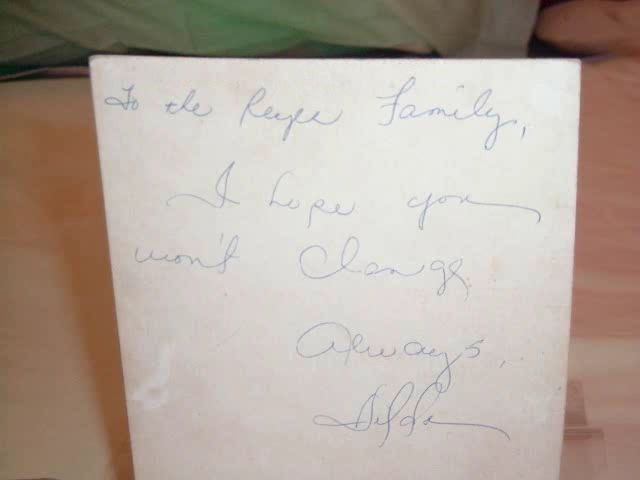 To the Family,
I hope you
won't Change.
Always,